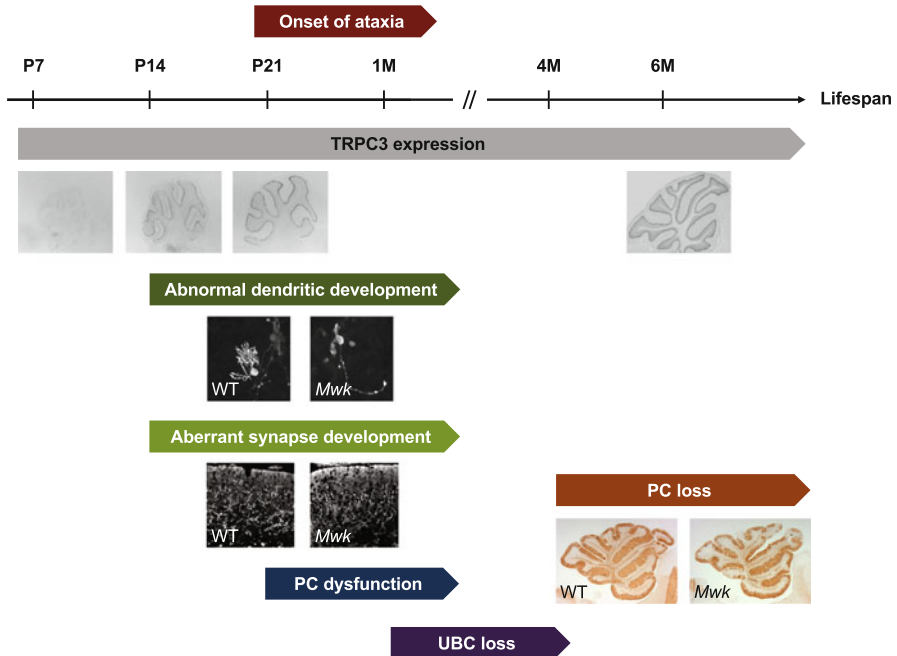 Onset of ataxia
P7 P14 P21 1M 4M 6M
//
Lifespan
TRPC3 expression
Abnormal dendritic development
WT Mwk
Aberrant synapse development
WT Mwk
PC loss
WT Mwk
PC dysfunction
UBC loss